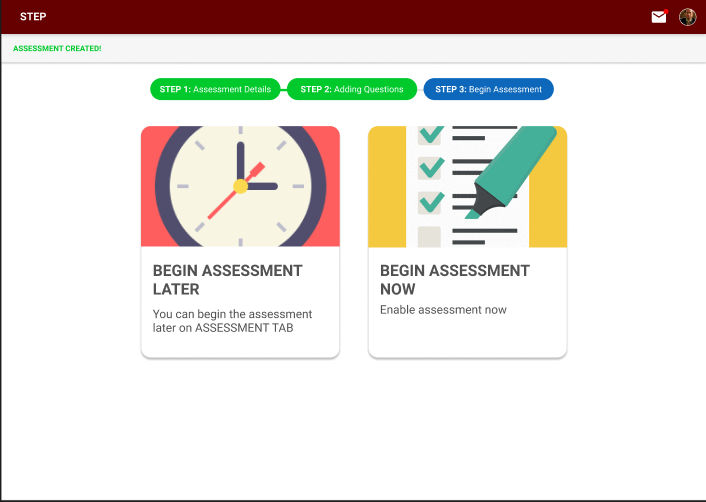 STEP
ASSESSMENT CREATED!
STEP 1: Assessment Details
STEP 2: Adding Questions
STEP 3: Begin Assessment
BEGIN ASSESSMENT
LATER
You can begin the assessment
later on ASSESSMENT TAB
BEGIN ASSESSMENT
NOW
Enable assessment now